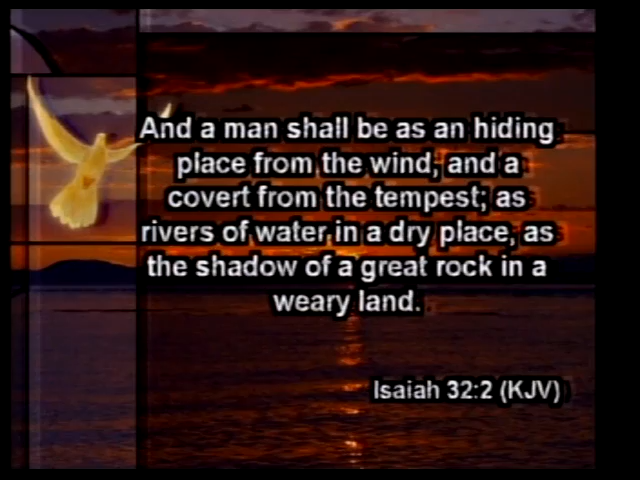 And a man shall be as an hiding
place from the wind, and a
covert from the tempest; as
rivers of water in a dry place, as
the shadow of a great rock in a
weary land.
Isaiah 32:2 (KJV)